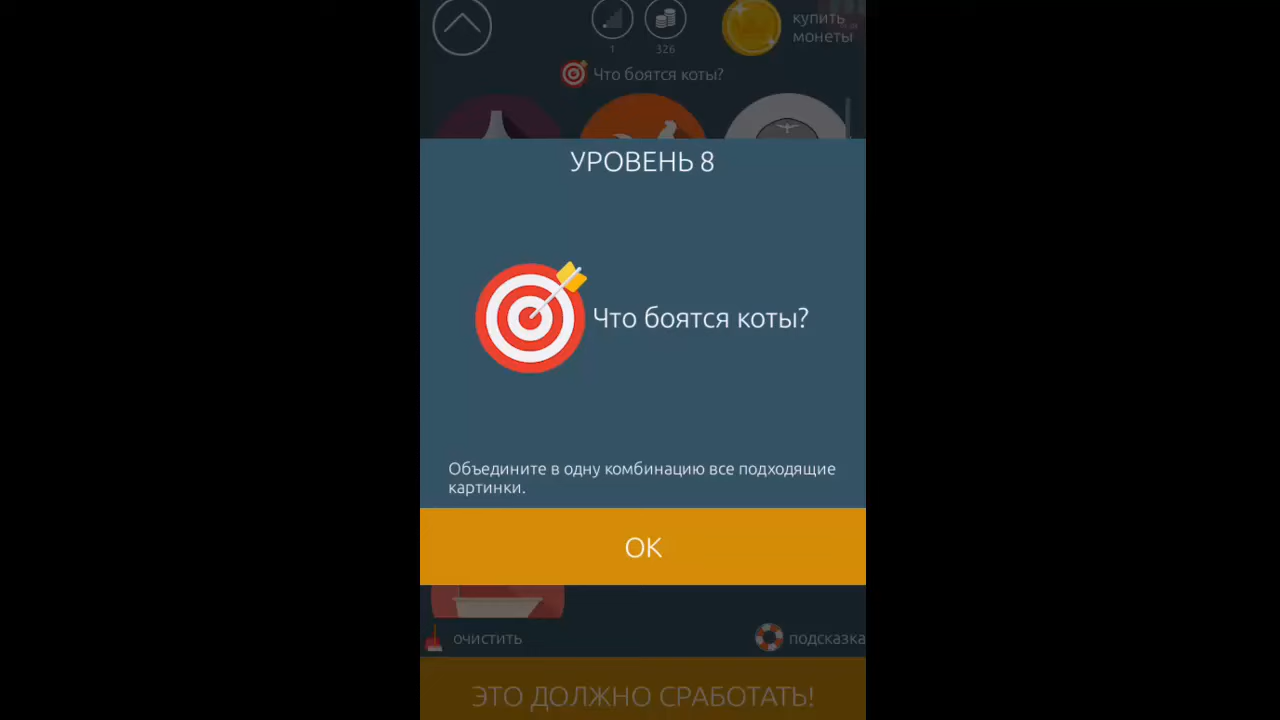 купить
монеты
1
326
Что боятся коты?
УРОВЕНЬ 8
Что боятся коты?
Объедините в одну комбинацию все подходящие
картинки.
ОК
очистить
подсказка
ЭТО ДОЛЖНО СРАБОТАТЬ!